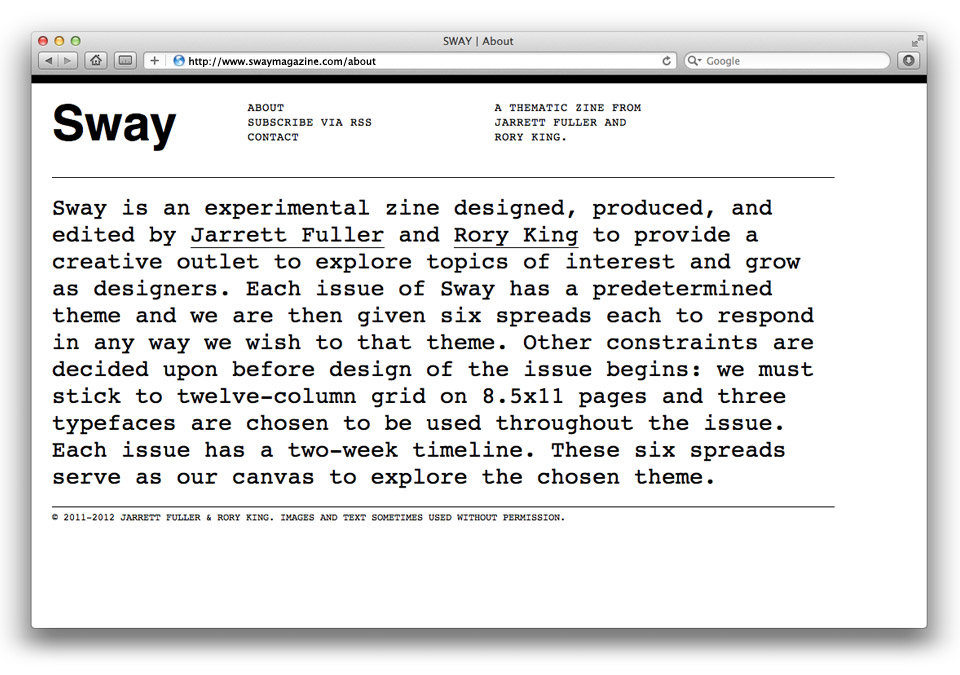 SWAY | About
http://www.swaymagazine.com/about
Google
Sway
ABOUT
SUBSCRIBE VIA RSS
CONTACT
A THEMATIC ZINE FROM
JARRETT FULLER AND
RORY KING.
Sway is an experimental zine designed, produced, and
edited by Jarrett Fuller and Rory King to provide a
creative outlet to explore topics of interest and grow
as designers. Each issue of Sway has a predetermined
theme and we are then given six spreads each to respond
in any way we wish to that theme. Other constraints are
decided upon before design of the issue begins: we must
stick to twelve-column grid on 8.5x11 pages and three
typefaces are chosen to be used throughout the issue.
Each issue has a two-week timeline. These six spreads
serve as our canvas to explore the chosen theme.
© 2011-2012 JARRETT FULLER & RORY KING. IMAGES AND TEXT SOMETIMES USED WITHOUT PERMISSION.